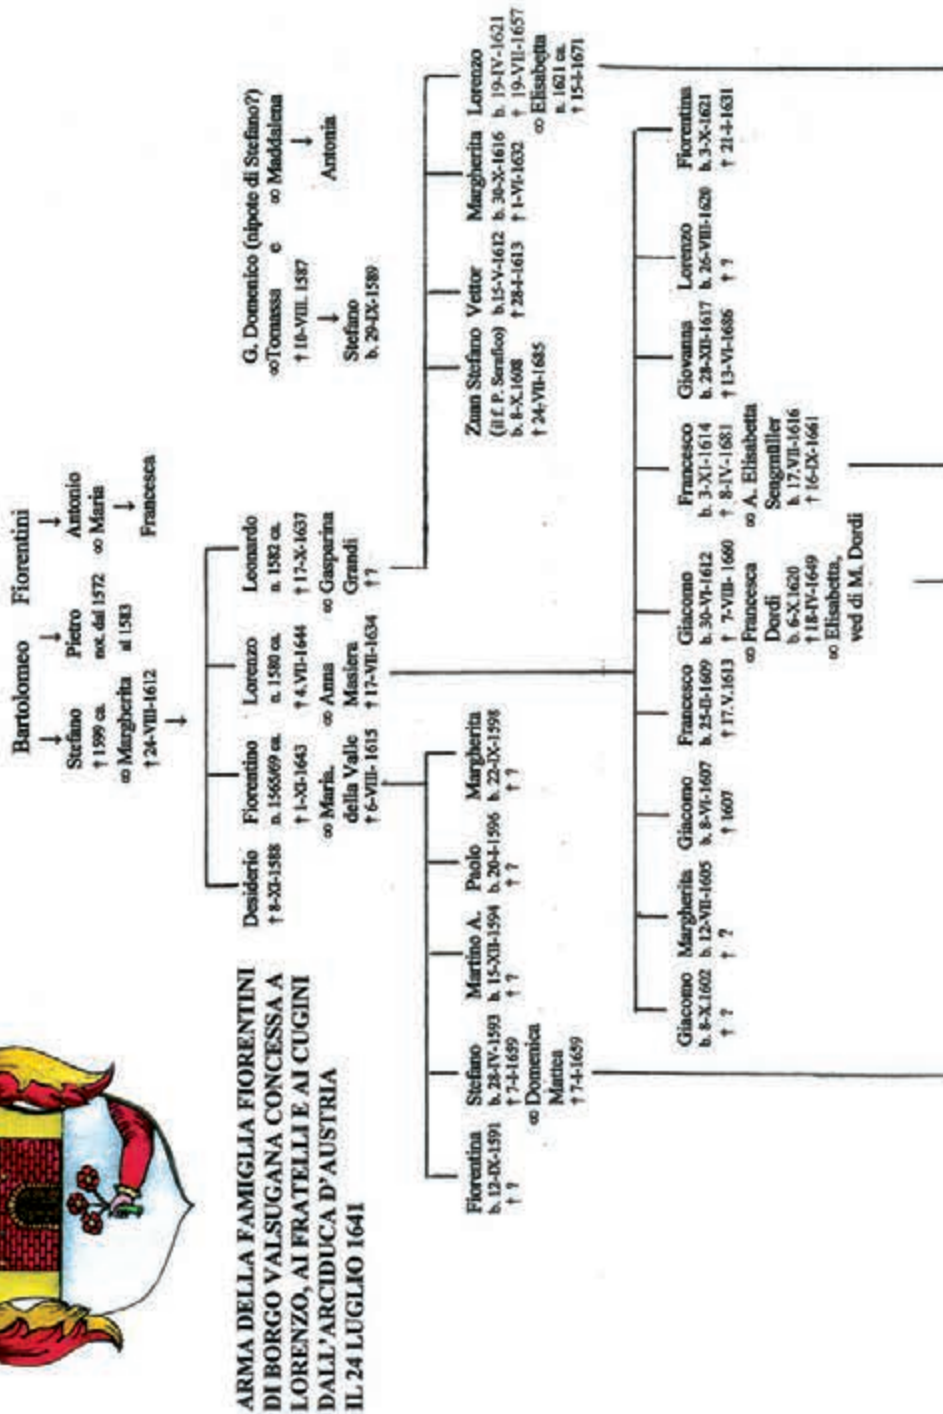 Bartolomeo Fiorentini
Stefano
† 1599 ca.
∞ Margherita
† 24-VIII-1612
Pietro
not. dal 1572
al 1583
Antonio
∞ Maria
Francesca
G. Domenico (nipote di Stefano?)
∞Tomassa e ∞ Maddalena
† 10-VIII. 1587
Stefano
b. 29-IX-1589
Antonia
ARMA DELLA FAMIGLIA FIORENTINI
DI BORGO VALSUGANA CONCESSA A
LORENZO, AI FRATELLI E AI CUGINI
DALL'ARCIDUCA D'AUSTRIA
IL 24 LUGLIO 1641
Desiderio
† 8-XI-1588
Fiorentino
n. 1565/69 ca.
† 1-XI-1643
∞ Maria.
della Valle
† 6-VIII- 1615
Lorenzo
n. 1580 ca.
† 4.VII-1644
∞ Anna
Masiera
† 17-VII-1634
Leonardo
n. 1582 ca.
† 17-X-1637
∞ Gasparina
Grandi
† ?
Fiorentina
b. 12-IX-1591
† ?
Stefano
b. 28-IV-1593
† 7-I-1659
∞ Domenica
Mattea
† 7-I-1659
Martino A.
b. 15-XII-1594
† ?
Paolo
b. 20-I-1596
† ?
Margherita
b. 22-IX-1598
† ?
Zuan Stefano
(il f. P. Serafico)
b. 8-X.1608
† 24-VII-1685
Vettor
b.15-V-1612
† 28-I-1613
Margherita
b. 30-X-1616
† 1-VI-1632
Lorenzo
b. 19-IV-1621
† 19-VII-1657
∞ Elisabetta
n. 1621 ca.
† 15-I-1671
Giacomo
b. 8-X.1602
† ?
Margherita
b. 12-VII-1605
† ?
Giacomo
b. 8-VI-1607
† 1607
Francesco
b. 25-II-1609
† 17.V.1613
Giacomo
b. 30-VI-1612
† 7-VIII- 1660
∞ Francesca
Dordi
b. 6-X.1620
† 18-IV-1649
∞ Elisabetta,
ved di M. Dordi
Francesco
b. 3-XI-1614
† 8-IV-1681
∞ A. Elisabetta
Sengmüller
b. 17.VII-1616
† 16-IX-1661
Giovanna
b. 28-XII-1617
† 13-VI-1686
Lorenzo
b. 26-VIII-1620
† ?
Fiorentina
b. 3-X-1621
† 21-I-1631